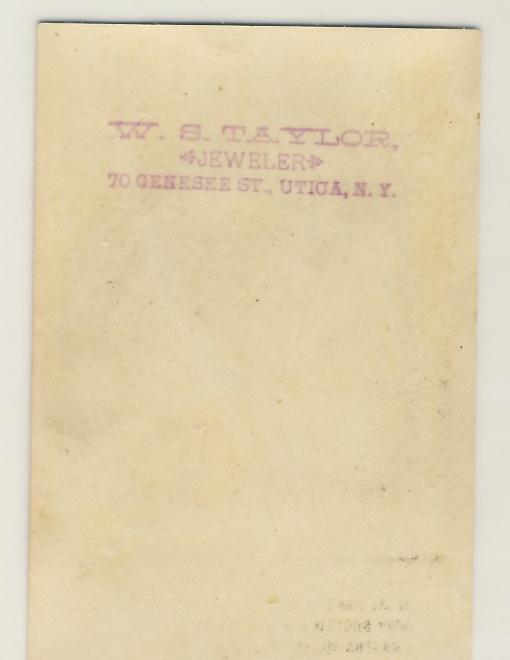 W. S. TAYLOR,
JEWELER
70 GENESEE ST., UTICA, N. Y.